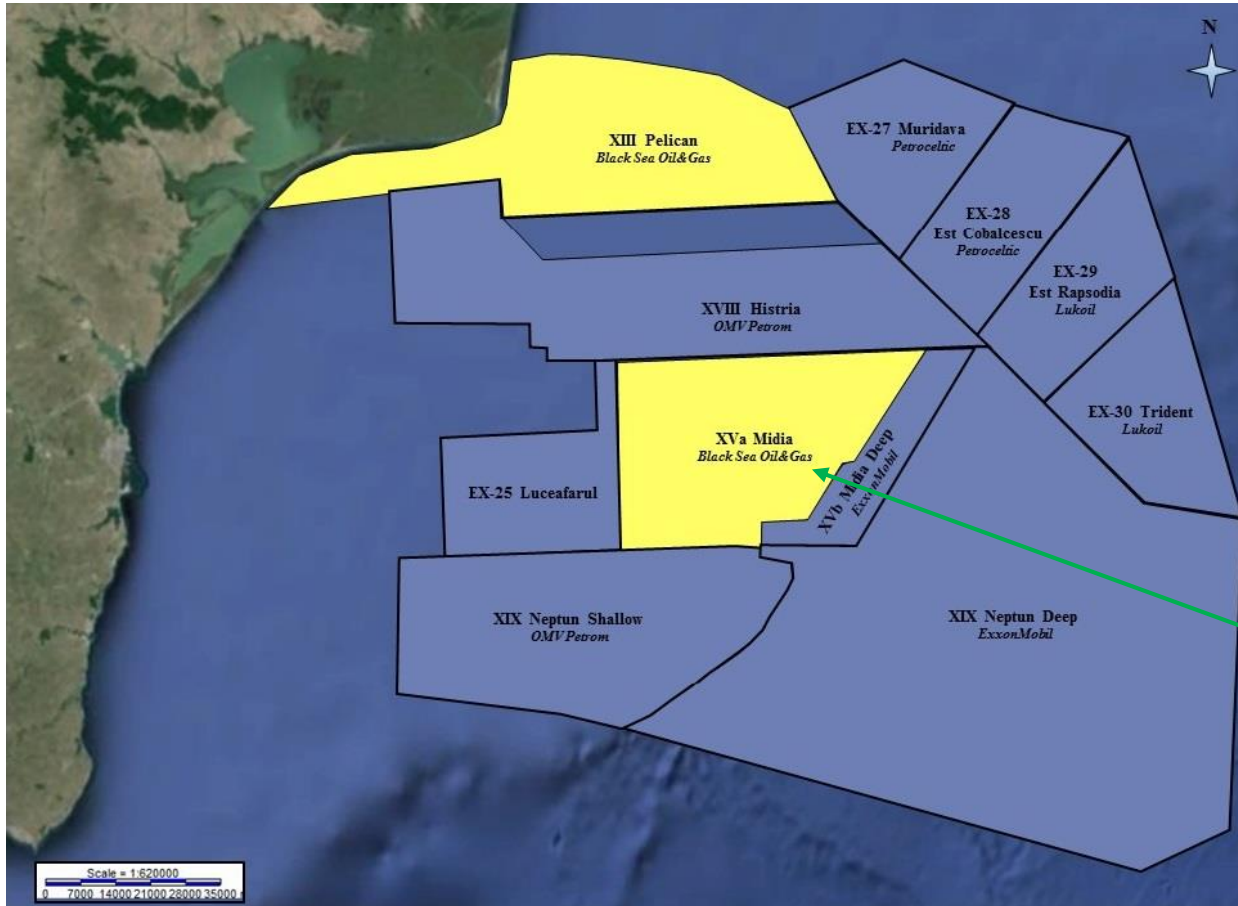 N
XIII Pelican
Black Sea Oil&Gas
EX-27 Muridava
Petroceltic
EX-28
Est Cobalcescu
Petroceltic
EX-29
Est Rapsodia
Lukoil
XVIII Histria
OMV Petrom
EX-30 Trident
Lukoil
XVa Midia
Black Sea Oil&Gas
XVb Midia Deep
ExxonMobil
EX-25 Luceafarul
XIX Neptun Shallow
OMV Petrom
XIX Neptun Deep
ExxonMobil
Scale = 1:620000
0 7000 14000 21000 28000 35000